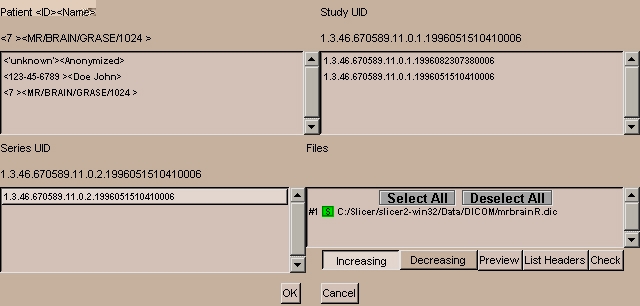 Patient <ID><Name>
<7 ><MR/BRAIN/GRASE/1024 >
<'unknown'><Anonymized>
<123-45-6789 ><Doe John>
<7 ><MR/BRAIN/GRASE/1024 >
Study UID
1.3.46.670589.11.0.1.1996051510410006
1.3.46.670589.11.0.1.1996082307380006
1.3.46.670589.11.0.1.1996051510410006
Series UID
1.3.46.670589.11.0.2.1996051510410006
1.3.46.670589.11.0.2.1996051510410006
Files
Select All Deselect All
#1 S C:/Slicer/slicer2-win32/Data/DICOM/mrbrainR.dic
Increasing Decreasing Preview List Headers Check
OK Cancel